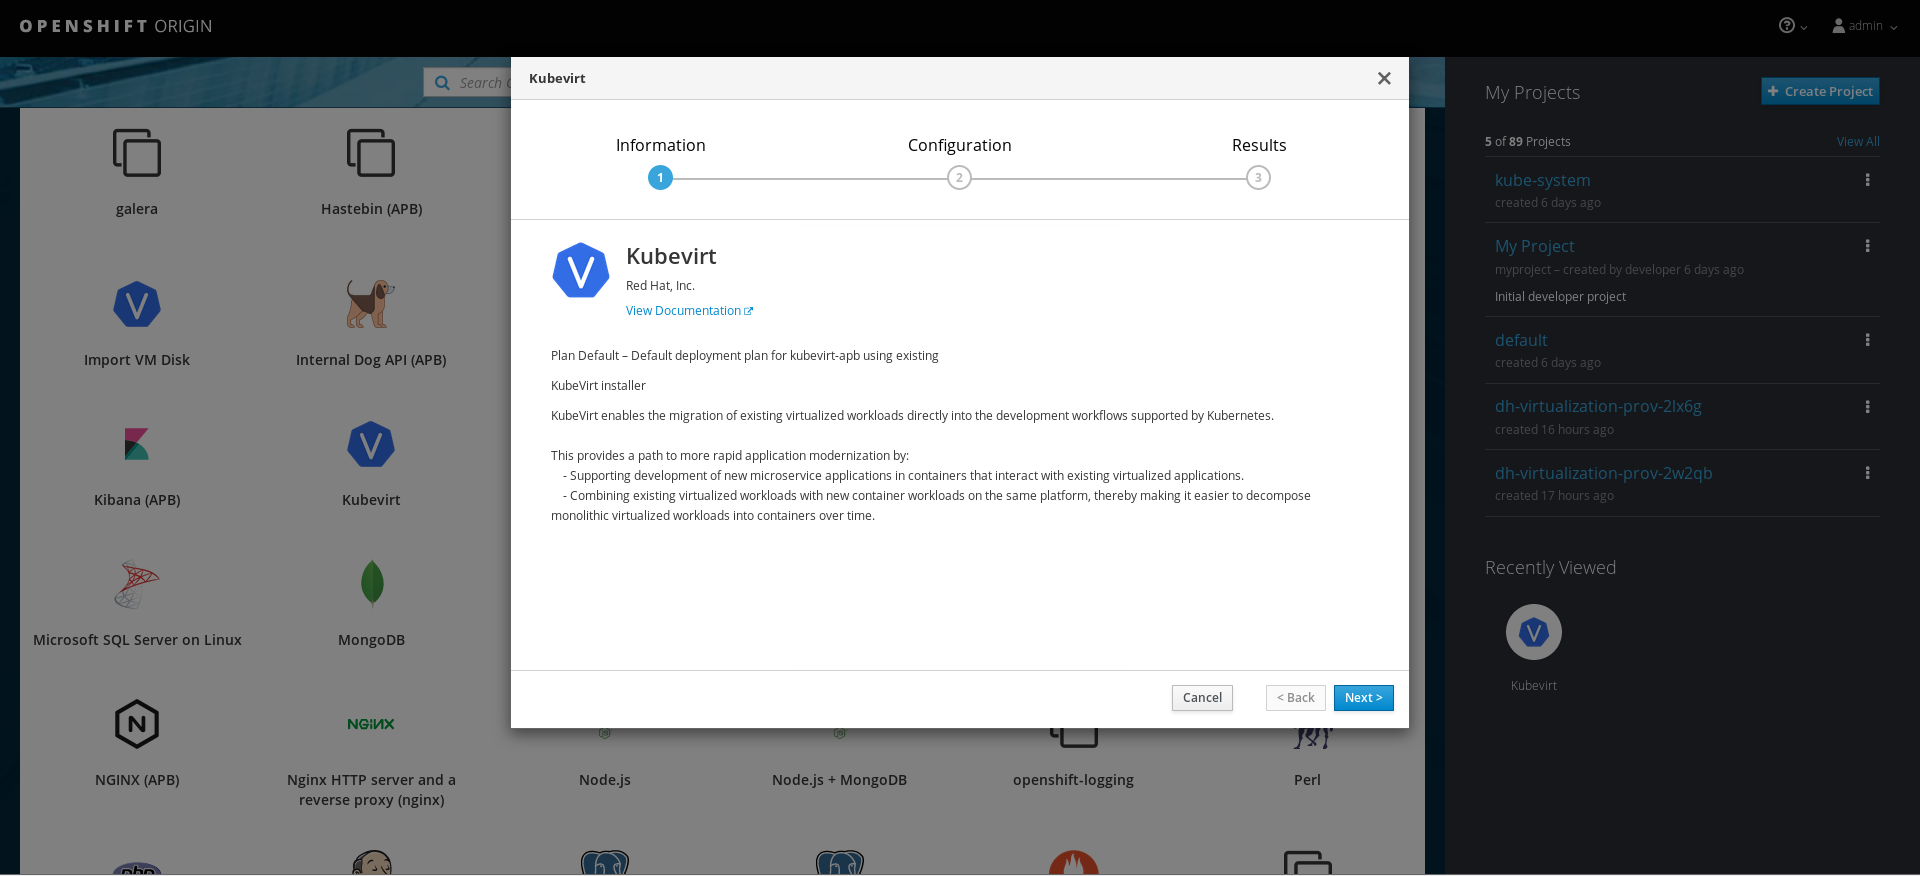 OPENSHIFT ORIGIN
admin
Search
Kubevirt
Information
Configuration
Results
1
2
3
Kubevirt
Red Hat, Inc.
View Documentation
Plan Default – Default deployment plan for kubevirt-apb using existing
KubeVirt installer
KubeVirt enables the migration of existing virtualized workloads directly into the development workflows supported by Kubernetes.
This provides a path to more rapid application modernization by:
- Supporting development of new microservice applications in containers that interact with existing virtualized applications.
- Combining existing virtualized workloads with new container workloads on the same platform, thereby making it easier to decompose
monolithic virtualized workloads into containers over time.
Cancel
< Back
Next >
galera
Hastebin (APB)
Import VM Disk
Internal Dog API (APB)
Kibana (APB)
Kubevirt
Microsoft SQL Server on Linux
MongoDB
NGINX
NGINX (APB)
Nginx HTTP server and a
reverse proxy (nginx)
Node.js
Node.js + MongoDB
openshift-logging
Perl
php
My Projects
Create Project
5 of 89 Projects
View All
kube-system
created 6 days ago
My Project
myproject – created by developer 6 days ago
Initial developer project
default
created 6 days ago
dh-virtualization-prov-2lx6g
created 16 hours ago
dh-virtualization-prov-2w2qb
created 17 hours ago
Recently Viewed
Kubevirt